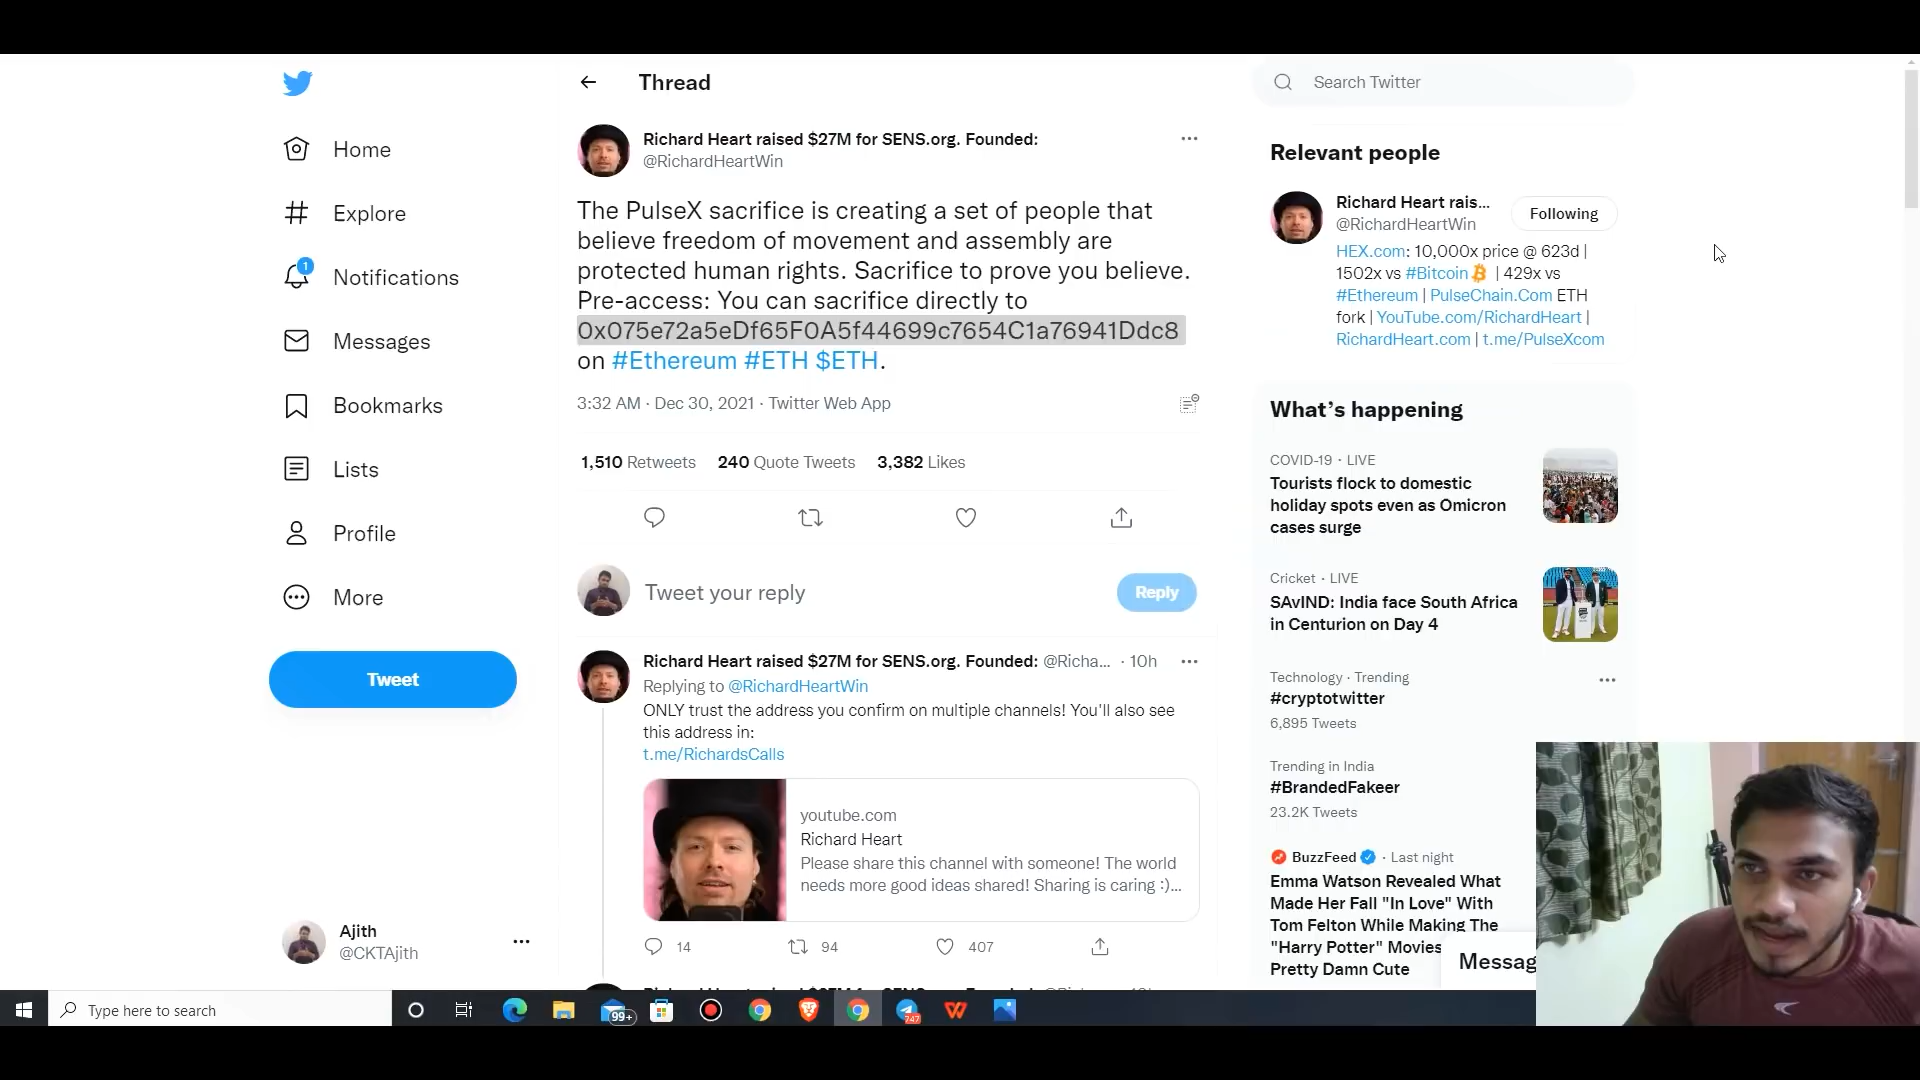 Home
Explore
1
Notifications
Messages
Bookmarks
Lists
Profile
More
Tweet
Ajith
@CKTAjith
Thread
Richard Heart raised $27M for SENS.org. Founded:
@RichardHeartWin
The PulseX sacrifice is creating a set of people that
believe freedom of movement and assembly are
protected human rights. Sacrifice to prove you believe.
Pre-access: You can sacrifice directly to
0x075e72a5eDf65F0A5f44699c7654C1a76941Ddc8
on #Ethereum #ETH $ETH.
3:32 AM · Dec 30, 2021 · Twitter Web App
1,510 Retweets 240 Quote Tweets 3,382 Likes
Tweet your reply
Reply
Richard Heart raised $27M for SENS.org. Founded: @Richa... · 10h
Replying to @RichardHeartWin
ONLY trust the address you confirm on multiple channels! You'll also see
this address in:
t.me/RichardsCalls
youtube.com
Richard Heart
Please share this channel with someone! The world
needs more good ideas shared! Sharing is caring :)...
14 94 407
Search Twitter
Relevant people
Richard Heart rais...
@RichardHeartWin
Following
HEX.com: 10,000x price @ 623d |
1502x vs #Bitcoin | 429x vs
#Ethereum | PulseChain.Com ETH
fork | YouTube.com/RichardHeart |
RichardHeart.com | t.me/PulseXcom
What's happening
COVID-19 · LIVE
Tourists flock to domestic
holiday spots even as Omicron
cases surge
Cricket · LIVE
SAvIND: India face South Africa
in Centurion on Day 4
Technology · Trending
#cryptotwitter
6,895 Tweets
Trending in India
#BrandedFakeer
23.2K Tweets
BuzzFeed · Last night
Emma Watson Revealed What
Made Her Fall "In Love" With
Tom Felton While Making The
"Harry Potter" Movies
Pretty Damn Cute
Messag
Type here to search
99+
747